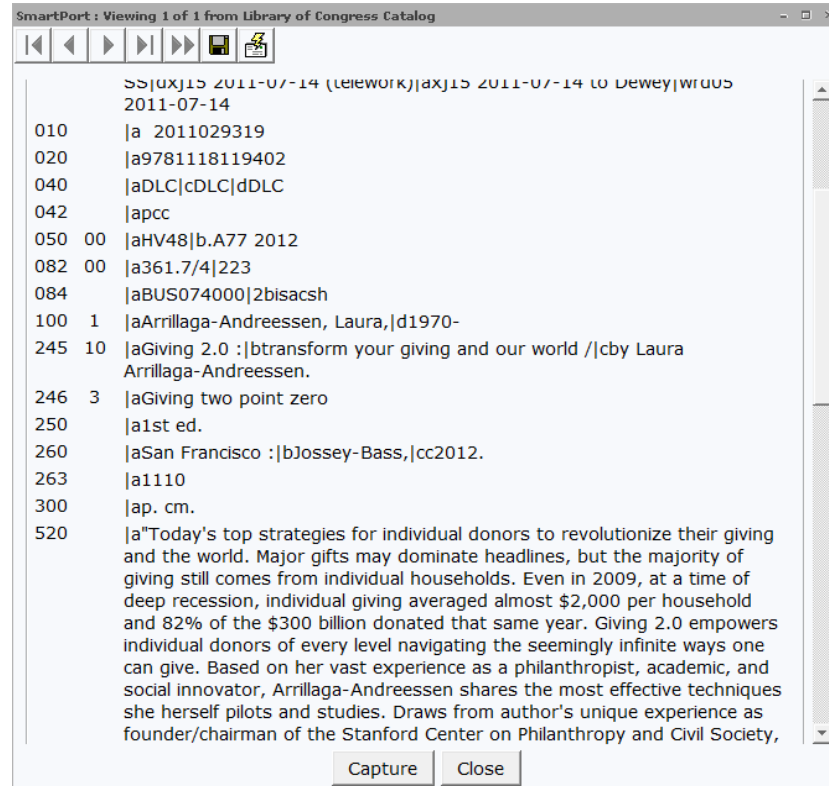 SmartPort : Viewing 1 of 1 from Library of Congress Catalog
SS|dxj15 2011-07-14 (telework)|axj15 2011-07-14 to Dewey|wrd05
2011-07-14
010 |a 2011029319
020 |a9781118119402
040 |aDLC|cDLC|dDLC
042 |apcc
050 00 |aHV48|b.A77 2012
082 00 |a361.7/4|223
084 |aBUS074000|2bisacsh
100 1 |aArrillaga-Andreessen, Laura,|d1970-
245 10 |aGiving 2.0 :|btransform your giving and our world /|cby Laura
Arrillaga-Andreessen.
246 3 |aGiving two point zero
250 |a1st ed.
260 |aSan Francisco :|bJossey-Bass,|cc2012.
263 |a1110
300 |ap. cm.
520 |a"Today's top strategies for individual donors to revolutionize their giving
and the world. Major gifts may dominate headlines, but the majority of
giving still comes from individual households. Even in 2009, at a time of
deep recession, individual giving averaged almost $2,000 per household
and 82% of the $300 billion donated that same year. Giving 2.0 empowers
individual donors of every level navigating the seemingly infinite ways one
can give. Based on her vast experience as a philanthropist, academic, and
social innovator, Arrillaga-Andreessen shares the most effective techniques
she herself pilots and studies. Draws from author's unique experience as
founder/chairman of the Stanford Center on Philanthropy and Civil Society,
Capture Close